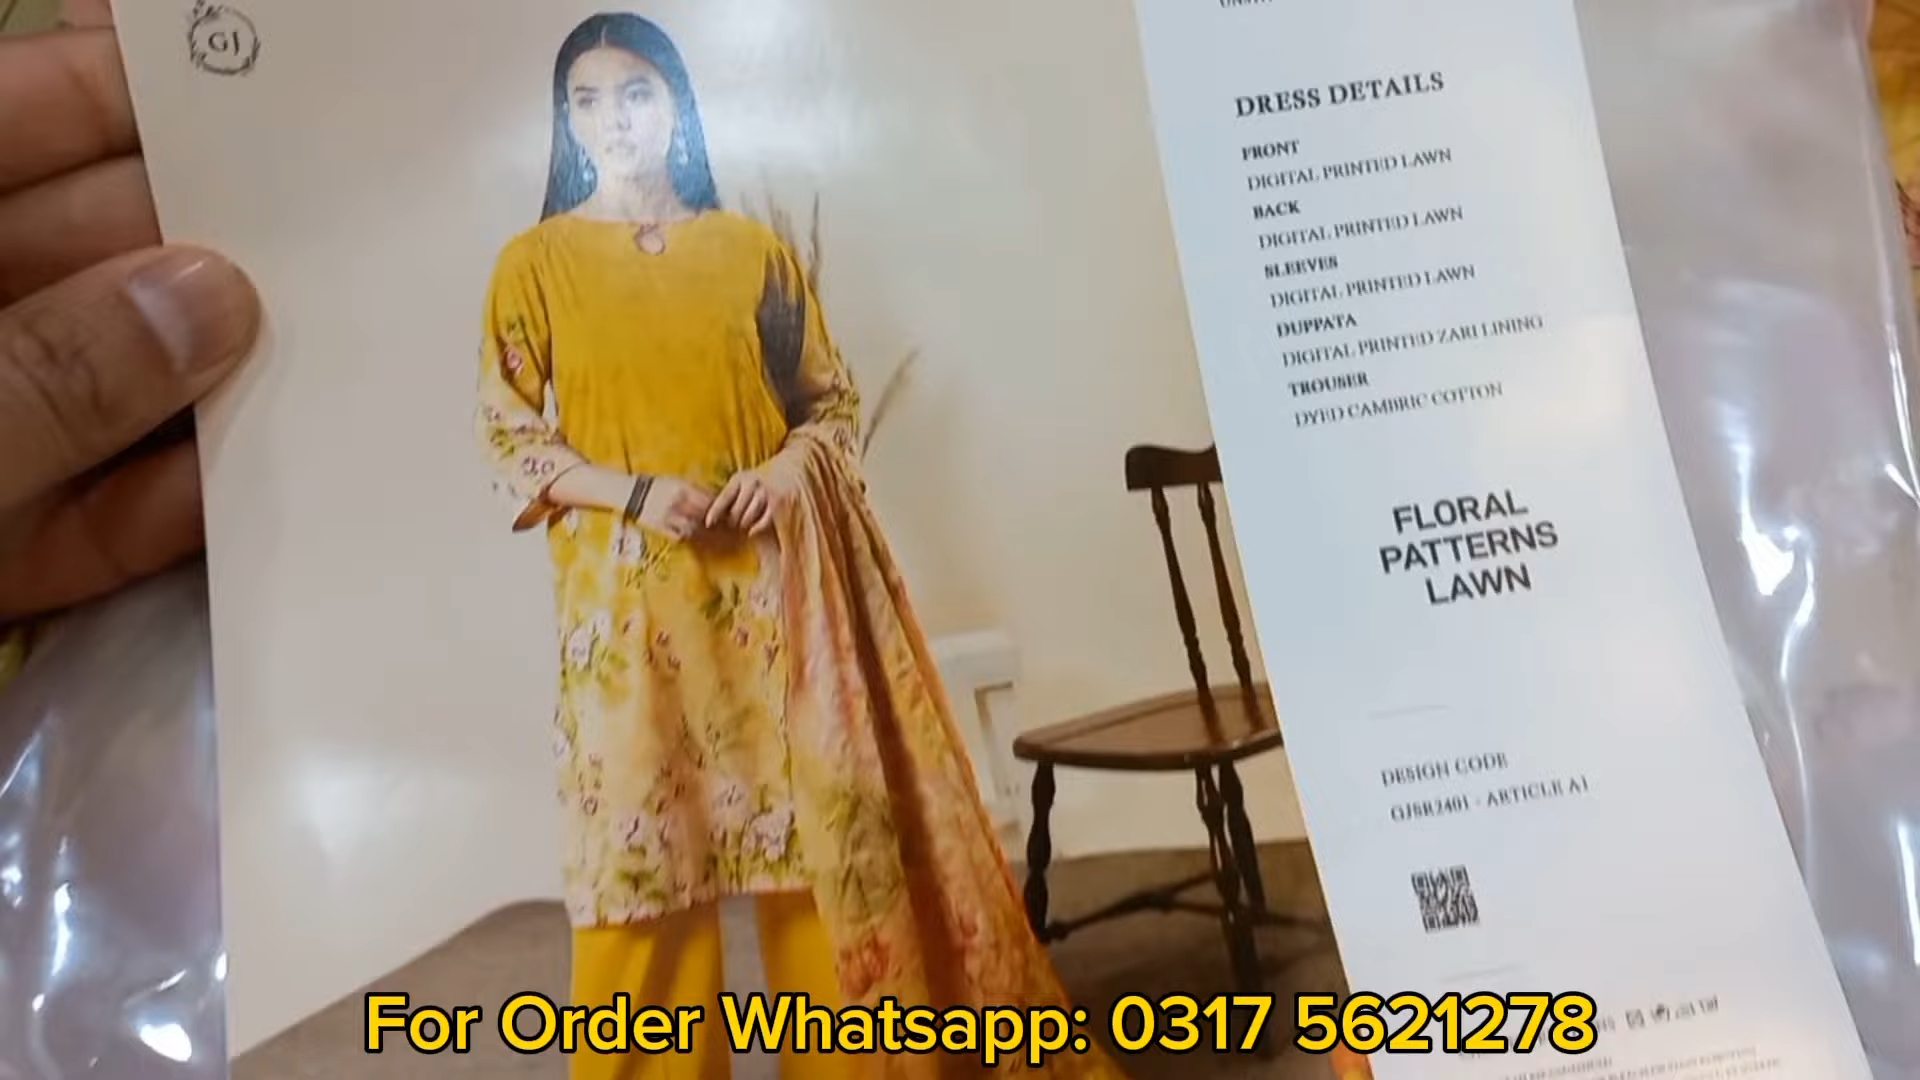 GJ
DRESS DETAILS
FRONT
DIGITAL PRINTED LAWN
BACK
DIGITAL PRINTED LAWN
SLEEVES
DIGITAL PRINTED LAWN
DUPPATA
DIGITAL PRINTED ZARI LINING
TROUSER
DYED CAMBRIC COTTON
FLORAL
PATTERNS
LAWN
DESIGN CODE
GJSR2401 - ARTICLE A1
For Order Whatsapp: 0317 5621278